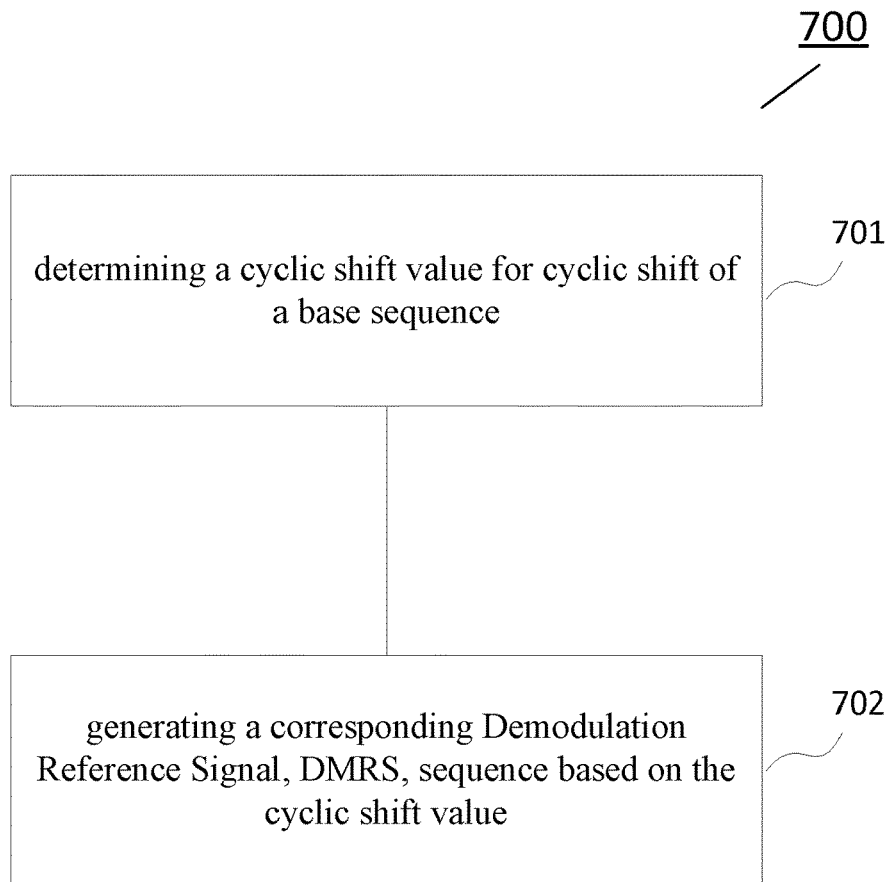 700
determining a cyclic shift value for cyclic shift of
a base sequence
701
generating a corresponding Demodulation
Reference Signal, DMRS, sequence based on the
cyclic shift value
702